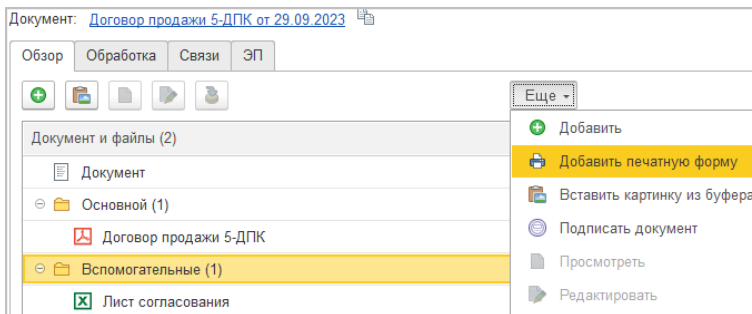 Документ: Договор продажи 5-ДПК от 29.09.2023
Обзор Обработка Связи ЭП
Еще
Документ и файлы (2)
Документ
Основной (1)
Договор продажи 5-ДПК
Вспомогательные (1)
Лист согласования
Добавить
Добавить печатную форму
Вставить картинку из буфера
Подписать документ
Просмотреть
Редактировать